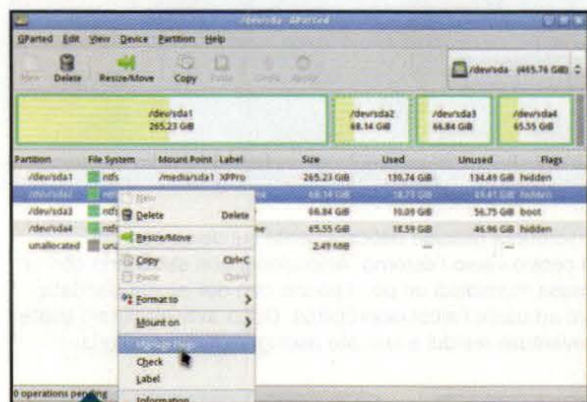 /dev/sda GParted
GParted Edit View Device Partition Help
New Delete Resize/Move Copy Paste Undo Apply /dev/sda (465.76 GiB)
/dev/sda1 265.23 GiB
/dev/sda2 68.14 GiB
/dev/sda3 66.84 GiB
/dev/sda4 65.55 GiB
Partition File System Mount Point Label Size Used Unused Flags
/dev/sda1 ntfs /media/sda1 XPPro 265.23 GiB 130.74 GiB 134.49 GiB hidden
/dev/sda2 68.14 GiB 18.73 GiB 49.41 GiB hidden
/dev/sda3 ntfs 66.84 GiB 10.09 GiB 56.75 GiB boot
/dev/sda4 ntfs 65.55 GiB 18.59 GiB 46.96 GiB hidden
unallocated 2.49 MiB
New
Delete Delete
Resize/Move
Copy Ctrl+C
Paste Ctrl+V
Format to
Mount on
Manage Flags
Check
Label
Information
0 operations pending